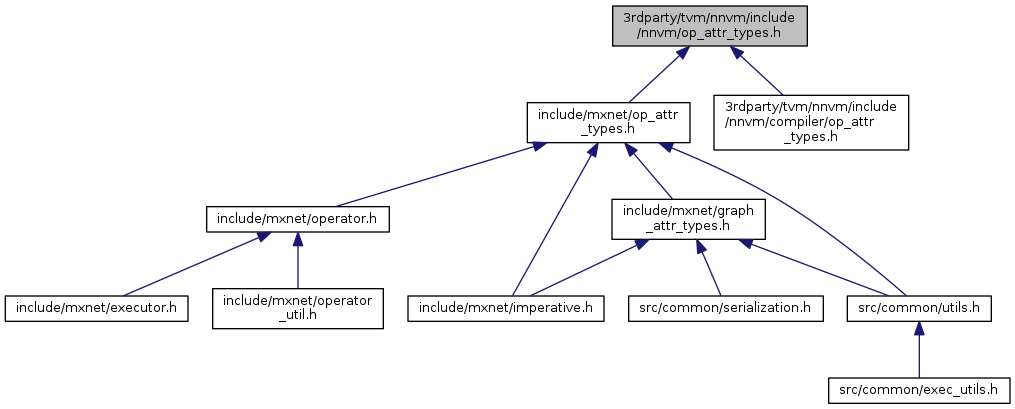 3rdparty/tvm/nnvm/include
/nnvm/op_attr_types.h
include/mxnet/op_attr
_types.h
3rdparty/tvm/nnvm/include
/nnvm/compiler/op_attr
_types.h
include/mxnet/operator.h
include/mxnet/graph
_attr_types.h
include/mxnet/executor.h
include/mxnet/operator
_util.h
include/mxnet/imperative.h
src/common/serialization.h
src/common/utils.h
src/common/exec_utils.h